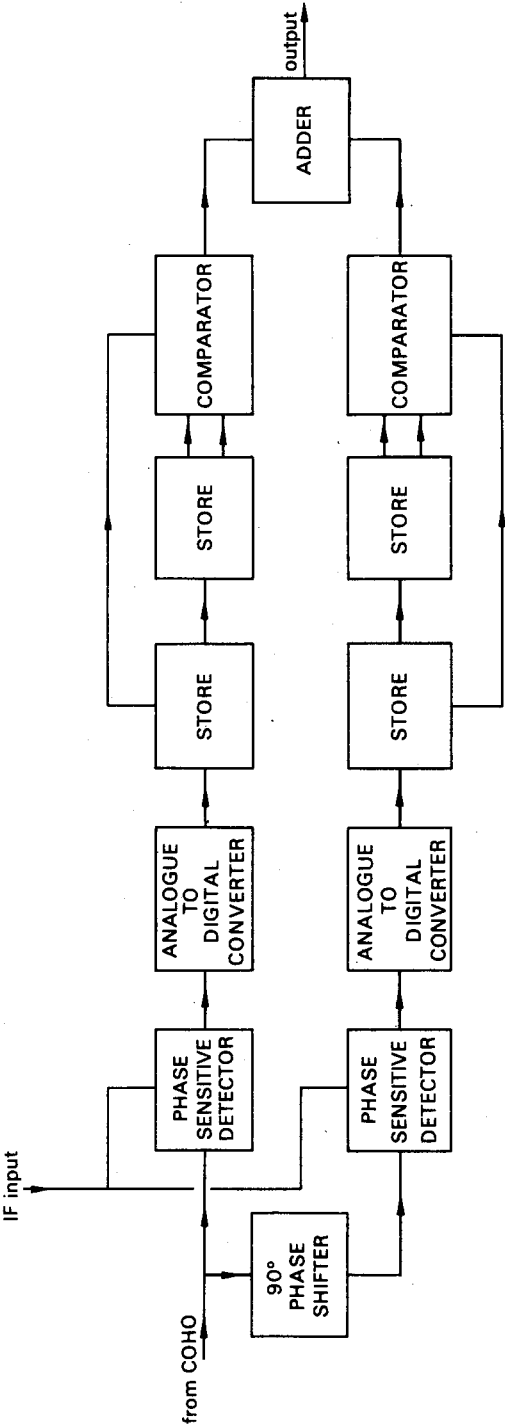 IF input
from COHO
90°
PHASE
SHIFTER
PHASE
SENSITIVE
DETECTOR
ANALOGUE
TO
DIGITAL
CONVERTER
STORE
STORE
COMPARATOR
PHASE
SENSITIVE
DETECTOR
ANALOGUE
TO
DIGITAL
CONVERTER
STORE
STORE
COMPARATOR
ADDER
output